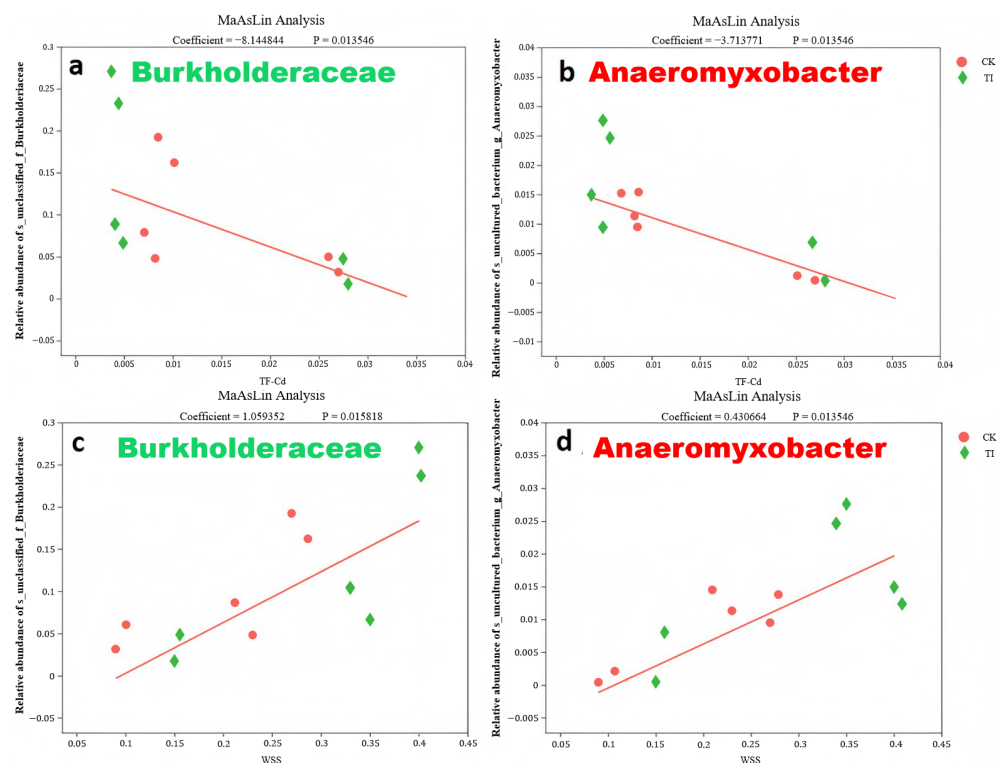 MaAsLin Analysis
Coefficient = −8.144844 P = 0.013546
a Burkholderaceae
Relative abundance of s_unclassified_f_Burkholderiaceae
0.3
0.25
0.2
0.15
0.1
0.05
0
−0.05
0 0.005 0.01 0.015 0.02 0.025 0.03 0.035 0.04
TF-Cd
MaAsLin Analysis
Coefficient = −3.713771 P = 0.013546
b Anaeromyxobacter
Relative abundance of s_uncultured_bacterium_g_Anaeromyxobacter
0.04
0.035
0.03
0.025
0.02
0.015
0.01
0.005
0
−0.005
−0.01
0 0.005 0.01 0.015 0.02 0.025 0.03 0.035 0.04
TF-Cd
CK
TI
MaAsLin Analysis
Coefficient = 1.059352 P = 0.015818
c Burkholderaceae
Relative abundance of s_unclassified_f_Burkholderiaceae
0.3
0.25
0.2
0.15
0.1
0.05
0
−0.05
0.05 0.1 0.15 0.2 0.25 0.3 0.35 0.4 0.45
WSS
MaAsLin Analysis
Coefficient = 0.430664 P = 0.013546
d Anaeromyxobacter
Relative abundance of s_uncultured_bacterium_g_Anaeromyxobacter
0.04
0.035
0.03
0.025
0.02
0.015
0.01
0.005
0
−0.005
0.05 0.1 0.15 0.2 0.25 0.3 0.35 0.4 0.45
WSS
CK
TI